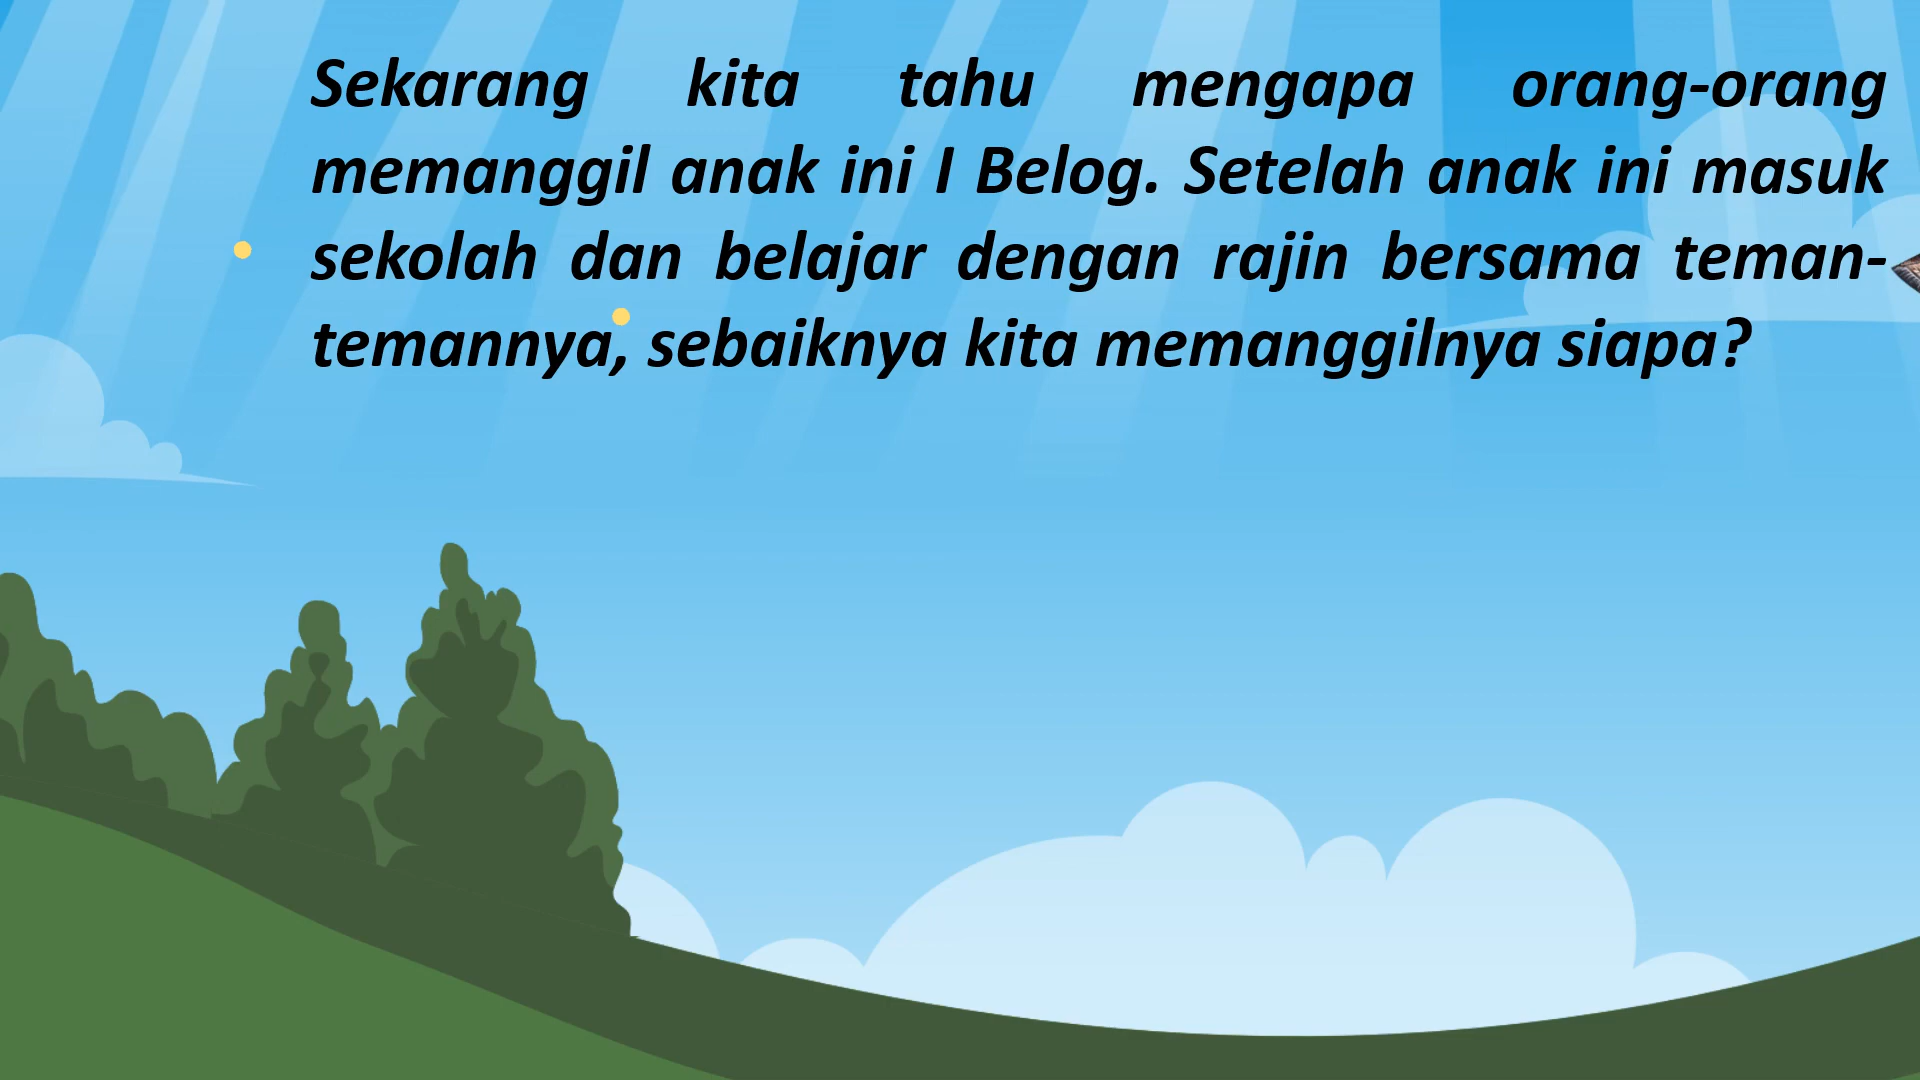 Sekarang kita tahu mengapa orang-orang
memanggil anak ini I Belog. Setelah anak ini masuk
sekolah dan belajar dengan rajin bersama teman-
temannya, sebaiknya kita memanggilnya siapa?